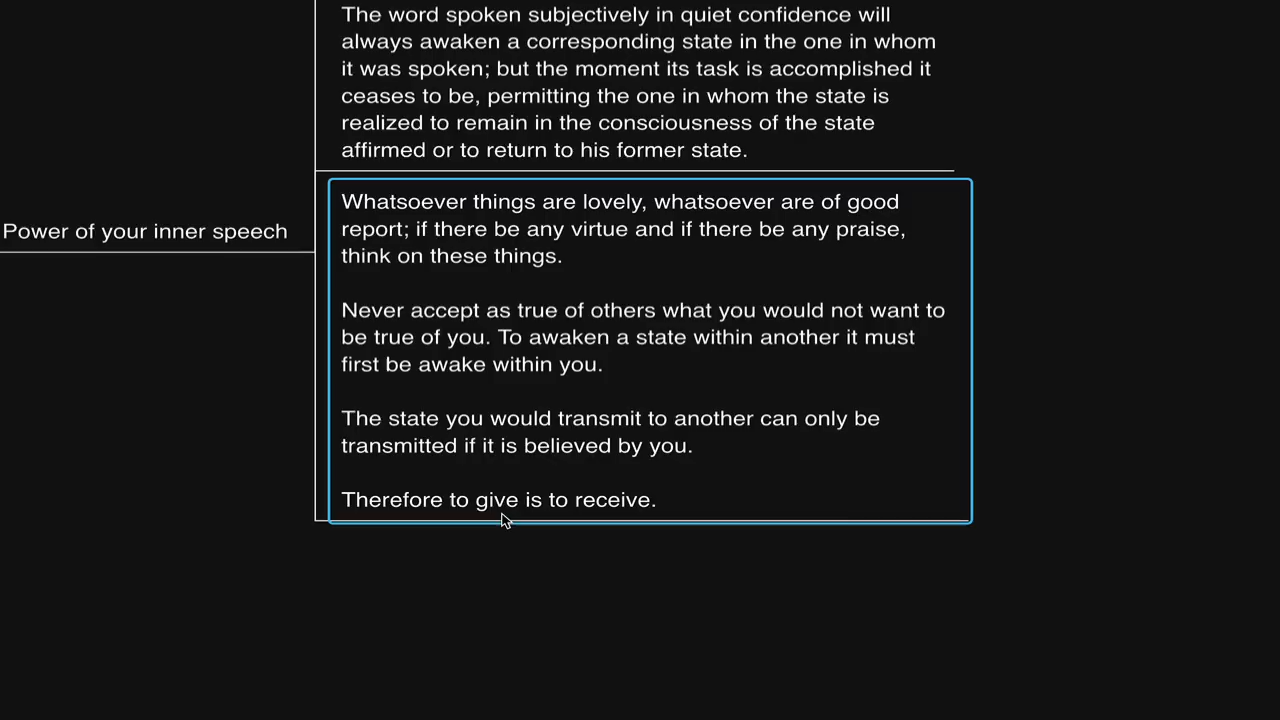 The word spoken subjectively in quiet confidence will
always awaken a corresponding state in the one in whom
it was spoken; but the moment its task is accomplished it
ceases to be, permitting the one in whom the state is
realized to remain in the consciousness of the state
affirmed or to return to his former state.
Power of your inner speech
Whatsoever things are lovely, whatsoever are of good
report; if there be any virtue and if there be any praise,
think on these things.
Never accept as true of others what you would not want to
be true of you. To awaken a state within another it must
first be awake within you.
The state you would transmit to another can only be
transmitted if it is believed by you.
Therefore to give is to receive.